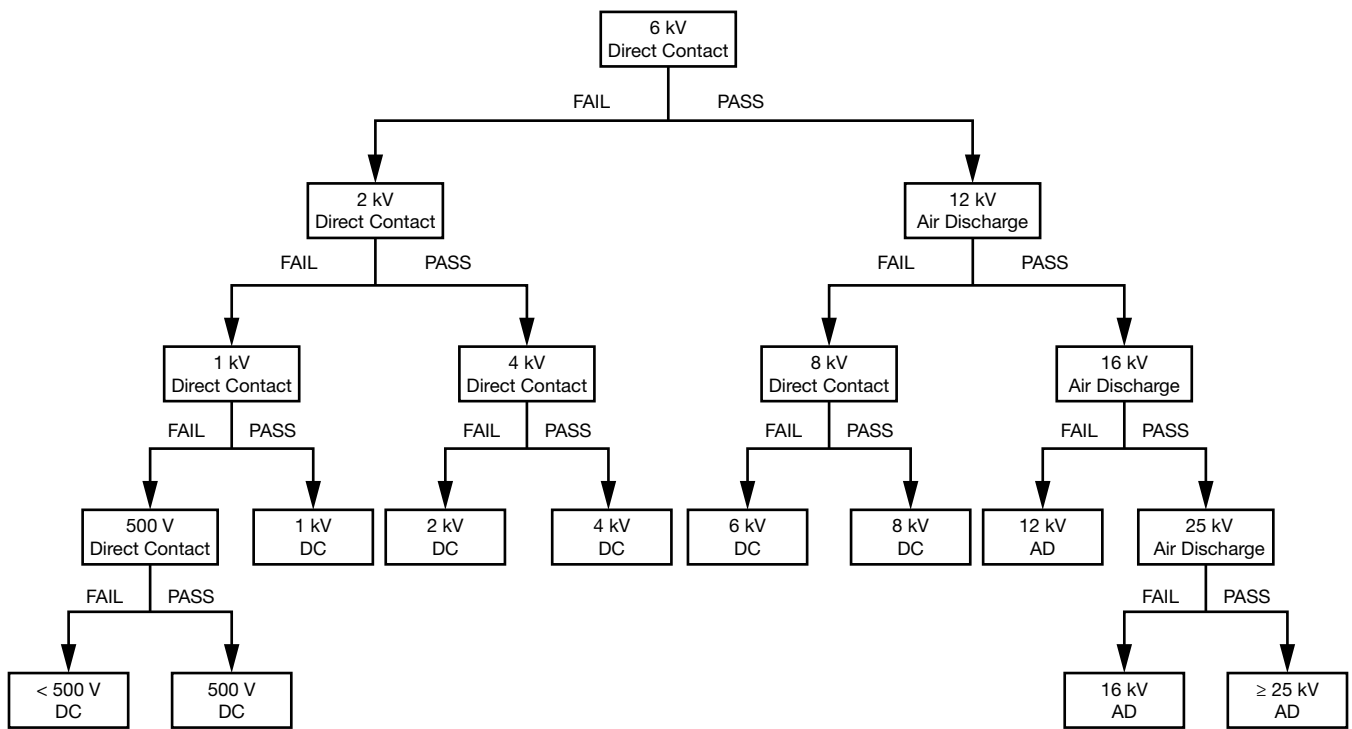 6 kV
Direct Contact
FAIL PASS
2 kV
Direct Contact
12 kV
Air Discharge
FAIL PASS
FAIL PASS
1 kV
Direct Contact
4 kV
Direct Contact
8 kV
Direct Contact
16 kV
Air Discharge
FAIL PASS
FAIL PASS
FAIL PASS
FAIL PASS
500 V
Direct Contact
1 kV
DC
2 kV
DC
4 kV
DC
6 kV
DC
8 kV
DC
12 kV
AD
25 kV
Air Discharge
FAIL PASS
FAIL PASS
< 500 V
DC
500 V
DC
16 kV
AD
≥ 25 kV
AD